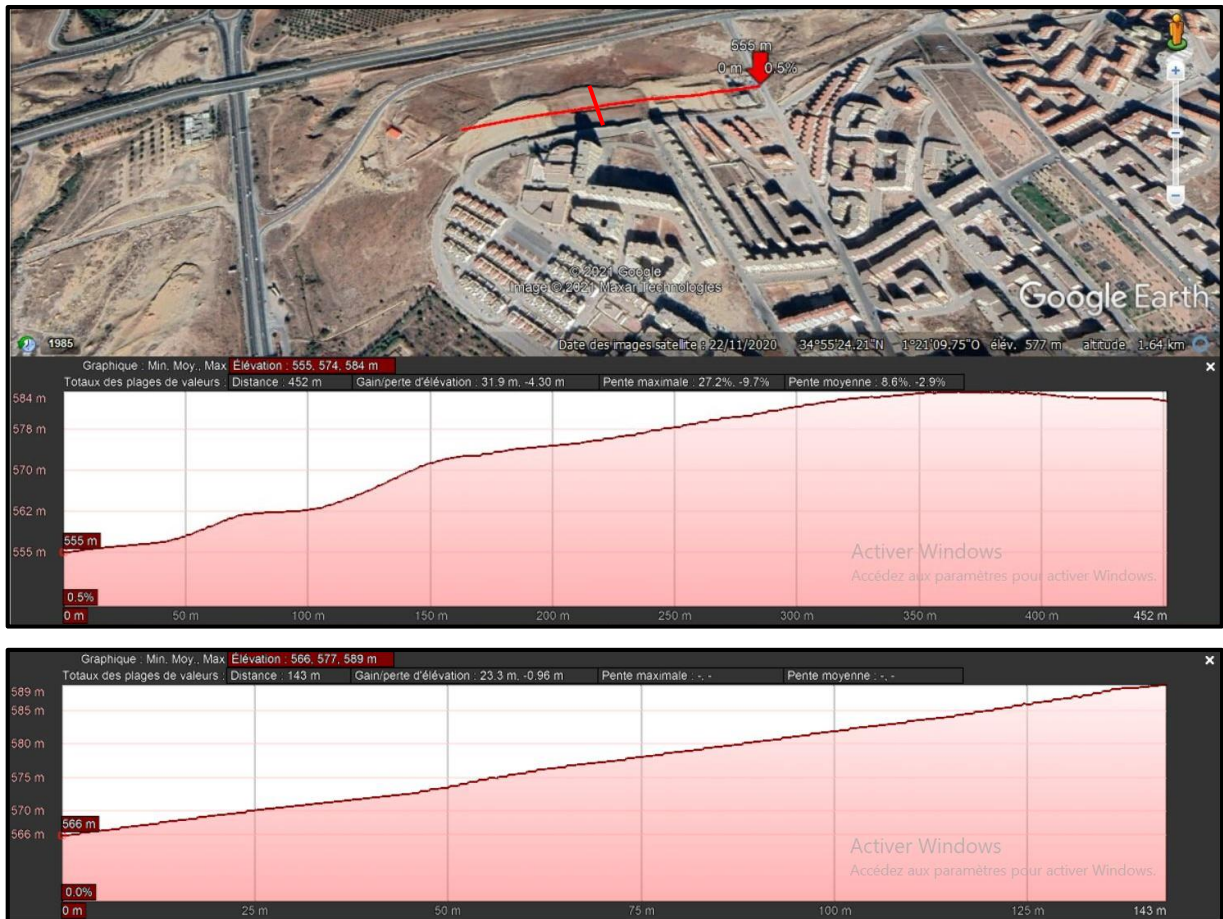 555 m
0 m 0,5%
© 2021 Google
Image © 2021 Maxar Technologies
Google Earth
1985
Date des images satellite : 22/11/2020 34°55'24.21"N 1°21'09.75"O élév. 577 m altitude 1.64 km
Graphique : Min. Moy., Max Élévation : 555, 574, 584 m
Totaux des plages de valeurs : Distance : 452 m Gain/perte d'élévation : 31.9 m, -4.30 m Pente maximale : 27.2%, -9.7% Pente moyenne : 8.6%, -2.9%
584 m
578 m
570 m
562 m
555 m
555 m
Activer Windows
Accédez aux paramètres pour activer Windows.
0.5%
0 m 50 m 100 m 150 m 200 m 250 m 300 m 350 m 400 m 452 m
Graphique : Min. Moy., Max Élévation : 566, 577, 589 m
Totaux des plages de valeurs : Distance : 143 m Gain/perte d'élévation : 23.3 m, -0.96 m Pente maximale : -, - Pente moyenne : -, -
589 m
585 m
580 m
575 m
570 m
566 m
566 m
Activer Windows
Accédez aux paramètres pour activer Windows.
0.0%
0 m 25 m 50 m 75 m 100 m 125 m 143 m